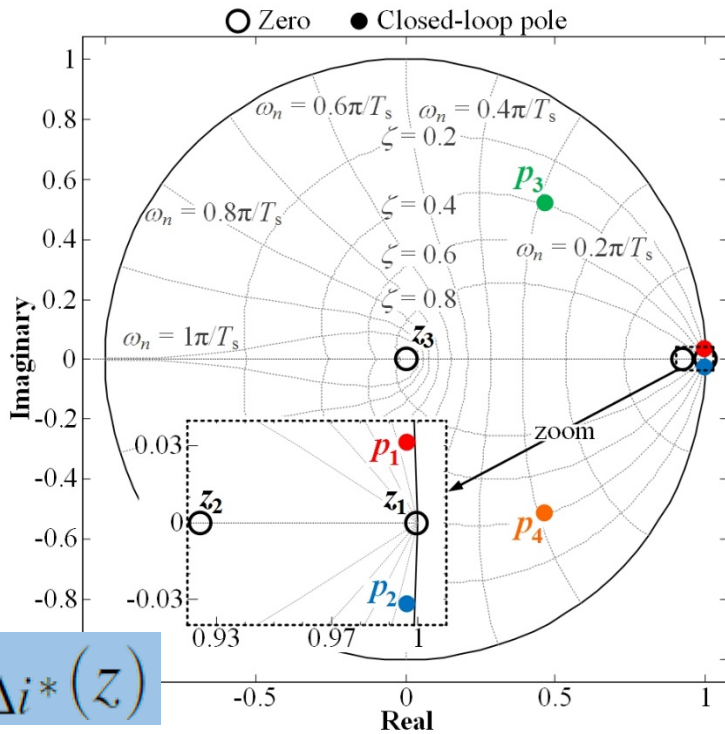 Zero Closed-loop pole
1
ωn = 0.6π/Ts ωn = 0.4π/Ts
0.8
ζ = 0.2
p3
0.6
ωn = 0.8π/Ts
ζ = 0.4
0.4
ζ = 0.6 ωn = 0.2π/Ts
0.2
ζ = 0.8
ωn = 1π/Ts
z3
0
Imaginary
-0.2
zoom
0.03
p1
z2
z1
0
-0.4
p4
-0.6
-0.03
p2
-0.8
0.93 0.97 1
Δi*(z)
-0.5 0 0.5 1
Real